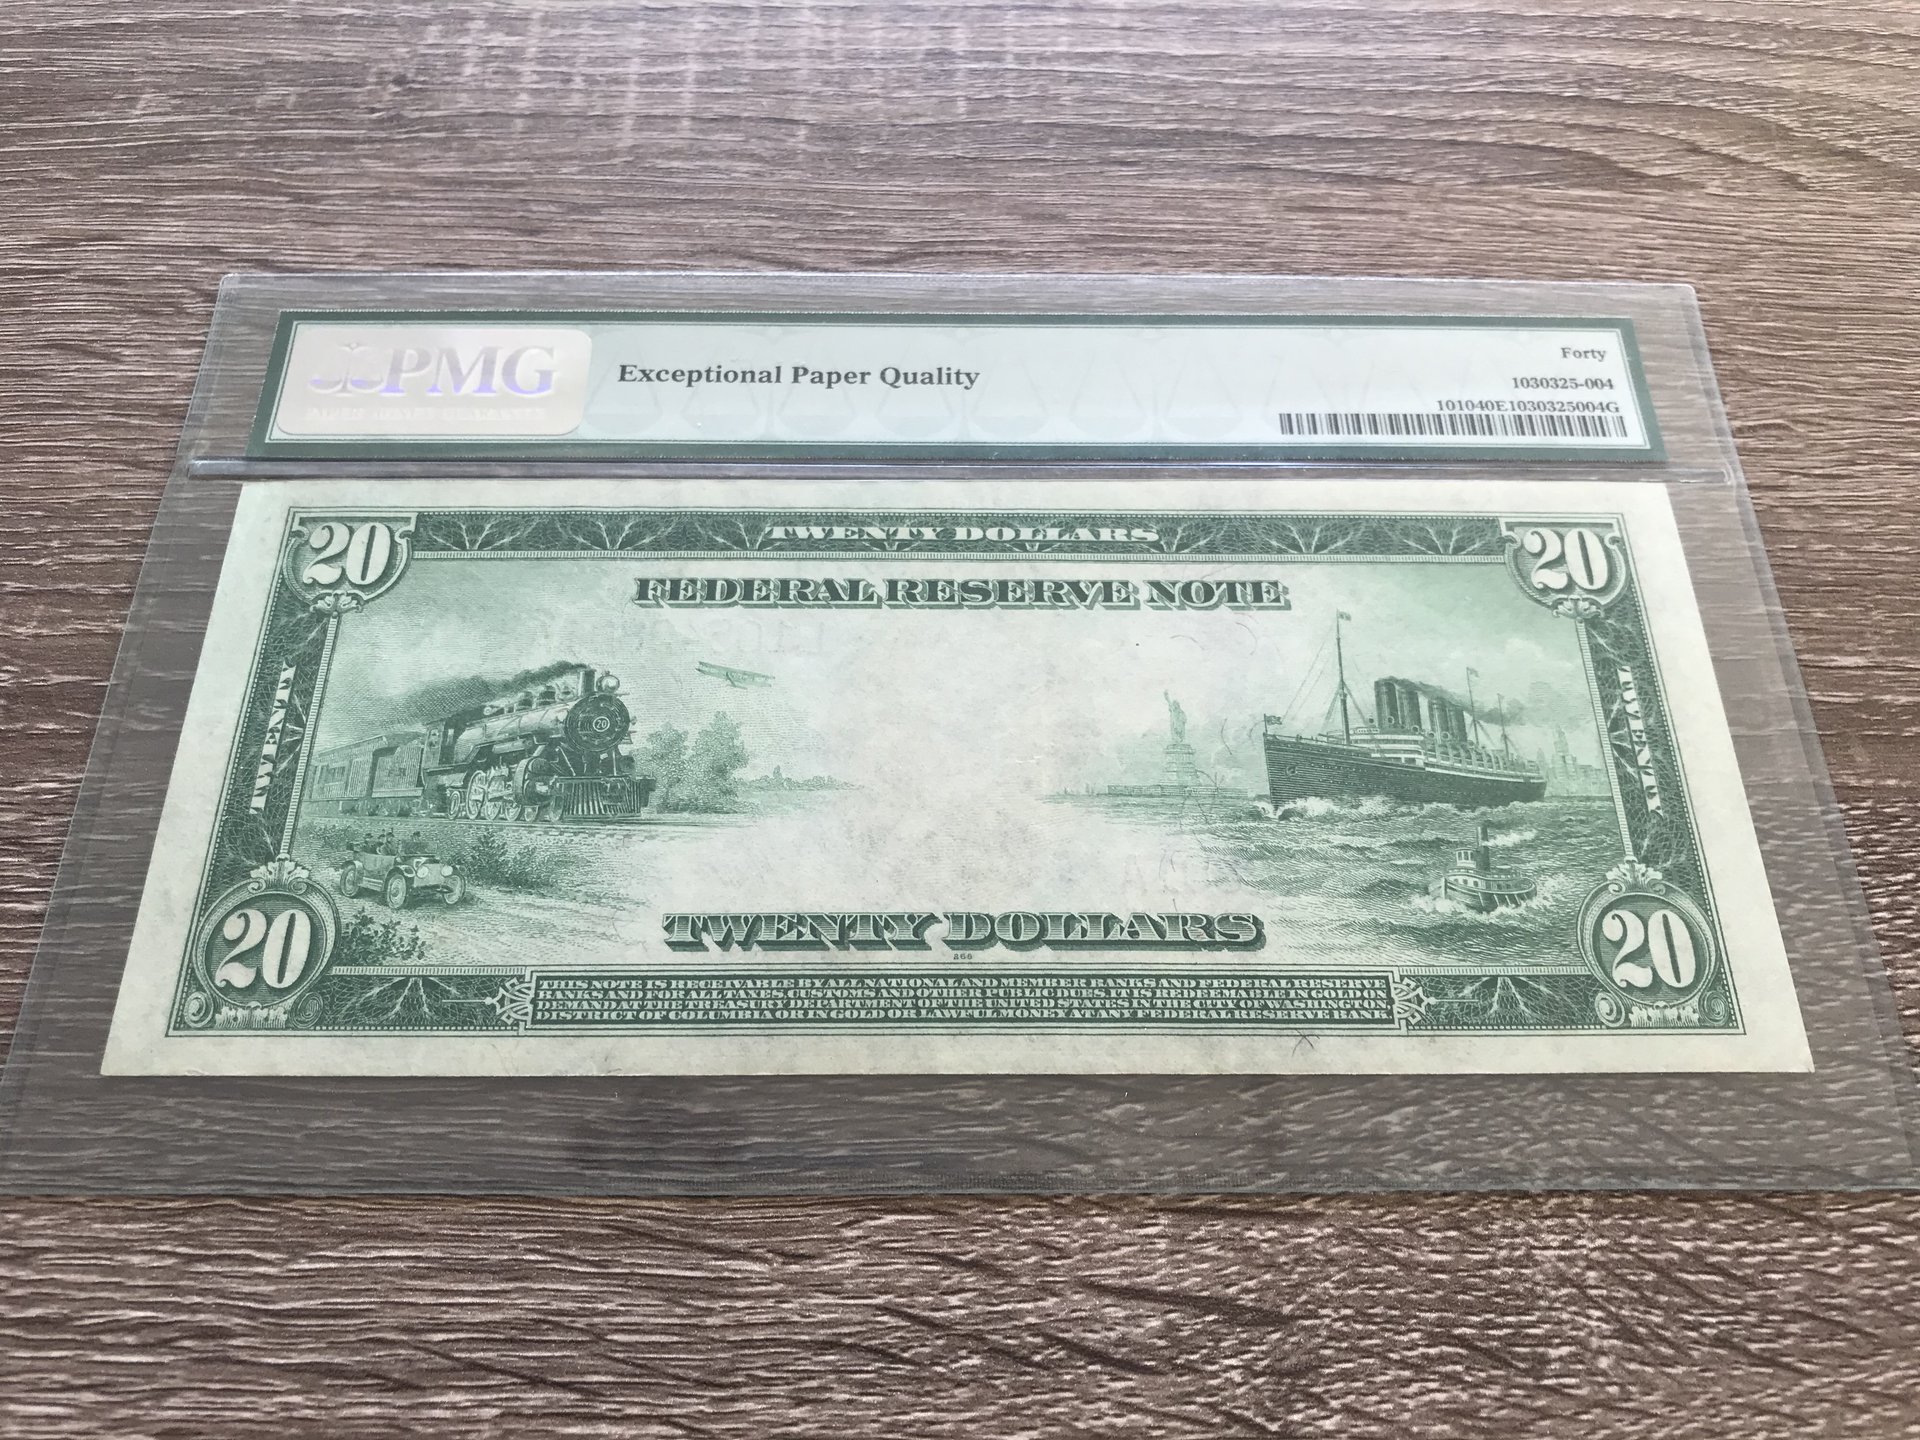 PMG
PAPER MONEY GUARANTY
Exceptional Paper Quality
Forty
1030325-004
101040E1030325004G
20
TWENTY DOLLARS
20
FEDERAL RESERVE NOTE
TWENTY
20
TWENTY
20
TWENTY DOLLARS
20
THIS NOTE IS RECEIVABLE BY ALL NATIONAL AND MEMBER BANKS AND FEDERAL RESERVE
BANKS AND FOR ALL TAXES, CUSTOMS AND OTHER PUBLIC DUES. IT IS REDEEMABLE IN GOLD ON
DEMAND AT THE TREASURY DEPARTMENT OF THE UNITED STATES IN THE CITY OF WASHINGTON
DISTRICT OF COLUMBIA OR IN GOLD OR LAWFUL MONEY AT ANY FEDERAL RESERVE BANK.